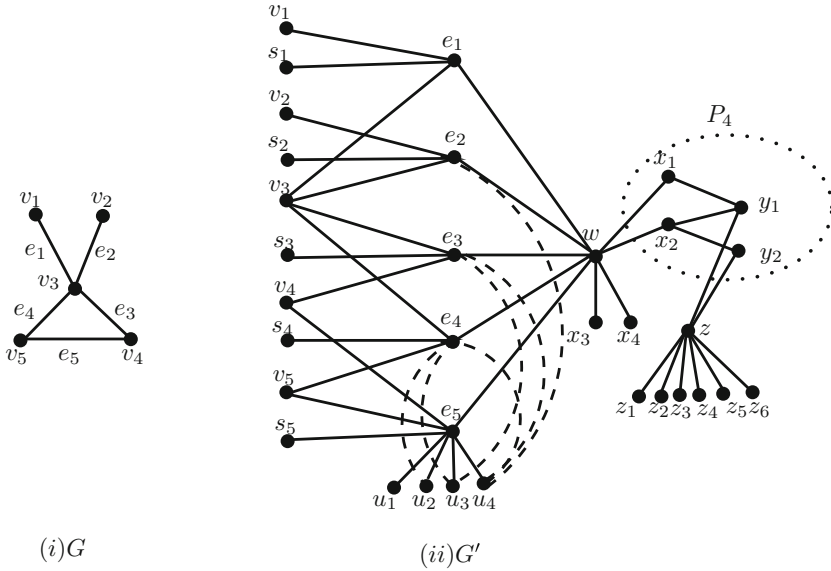 v₁
v₂
e₁
e₂
v₃
e₄
e₃
v₅
e₅
v₄
(i)G
v₁
s₁
v₂
s₂
v₃
s₃
v₄
s₄
v₅
s₅
e₁
e₂
e₃
e₄
e₅
u₁ u₂ u₃ u₄
w
x₃ x₄
P₄
x₁
x₂
y₁
y₂
z
z₁ z₂ z₃ z₄ z₅ z₆
(ii)G′